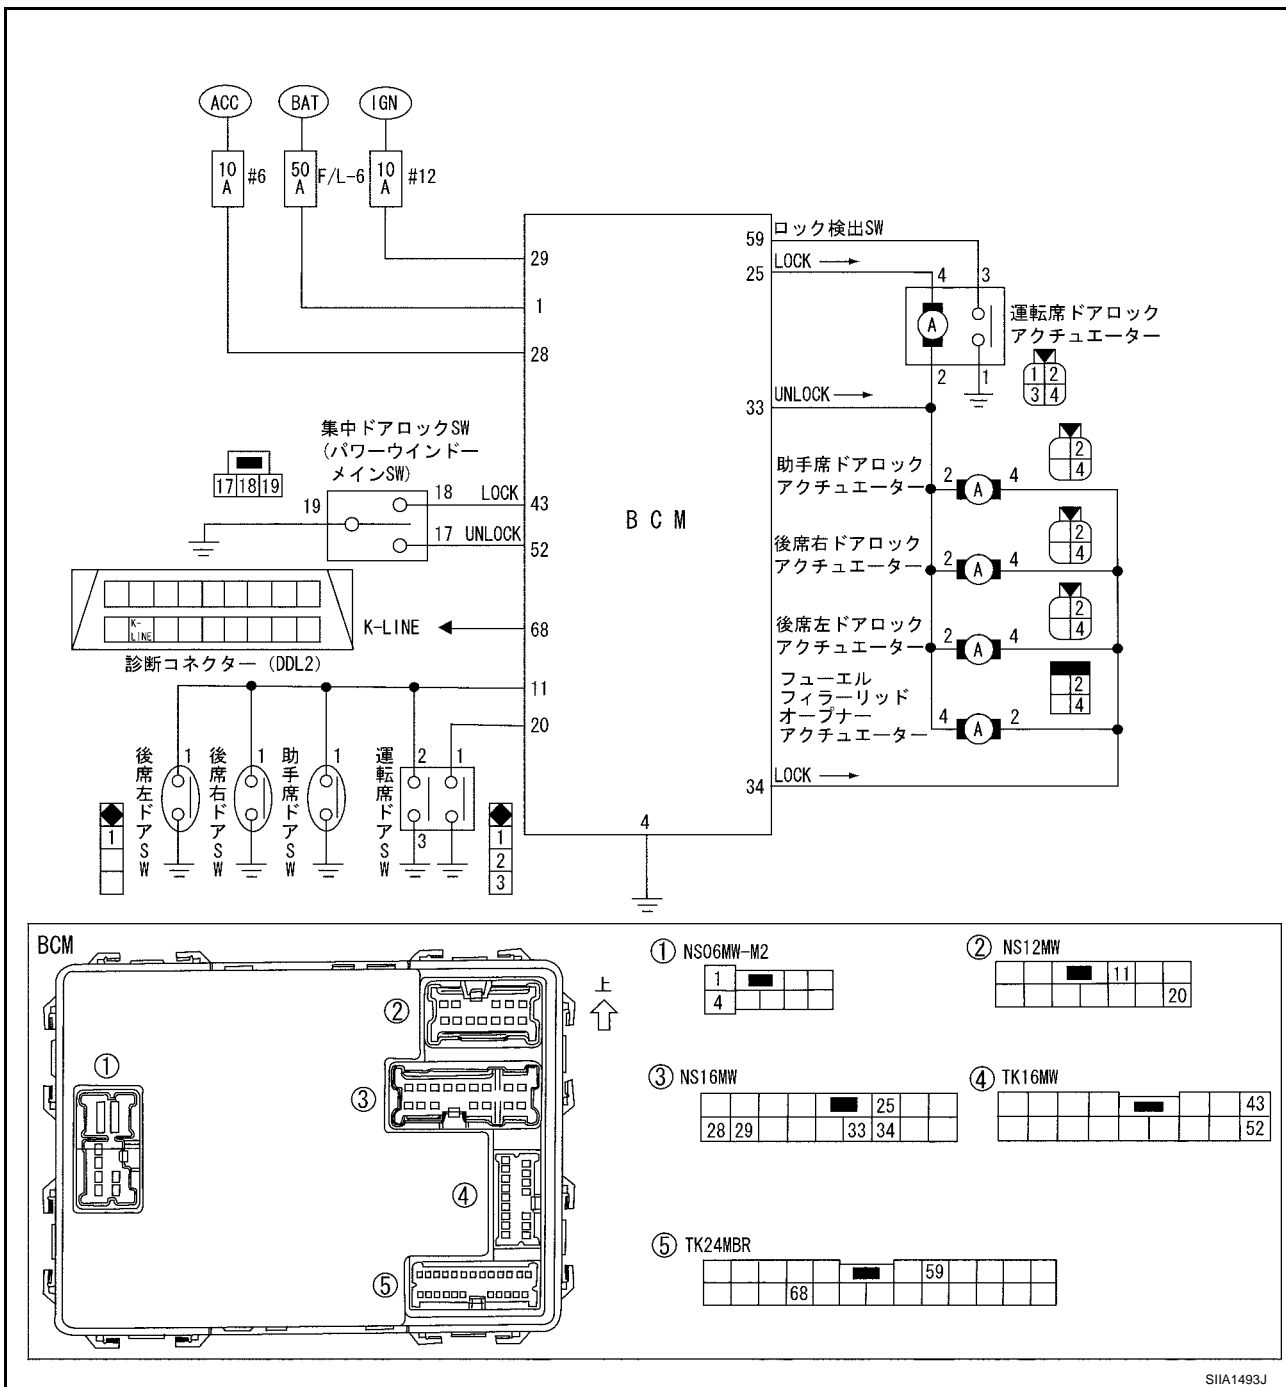 ACC
BAT
IGN
10
A
#6
50
A
F/L-6
10
A
#12
29
1
28
59
ロック検出SW
25
LOCK
4
3
A
運転席ドアロック
アクチュエーター
2
1
1 2
3 4
33
UNLOCK
集中ドアロックSW
(パワーウインドー
メインSW)
17 18 19
19
18
LOCK
43
17
UNLOCK
52
BCM
助手席ドアロック
アクチュエーター
2
A
4
2
4
後席右ドアロック
アクチュエーター
2
A
4
2
4
後席左ドアロック
アクチュエーター
2
A
4
2
4
フューエル
フィラーリッド
オープナー
アクチュエーター
4
A
2
2
4
34
LOCK
K-
LINE
K-LINE
68
診断コネクター (DDL2)
11
20
後席左ドアSW
1
後席右ドアSW
1
助手席ドアSW
1
運転席ドアSW
2
1
3
1
1
2
3
4
BCM
①
②
③
④
⑤
上
① NS06MW-M2
1
4
② NS12MW
11
20
③ NS16MW
25
28 29 33 34
④ TK16MW
43
52
⑤ TK24MBR
59
68
SIIA1493J